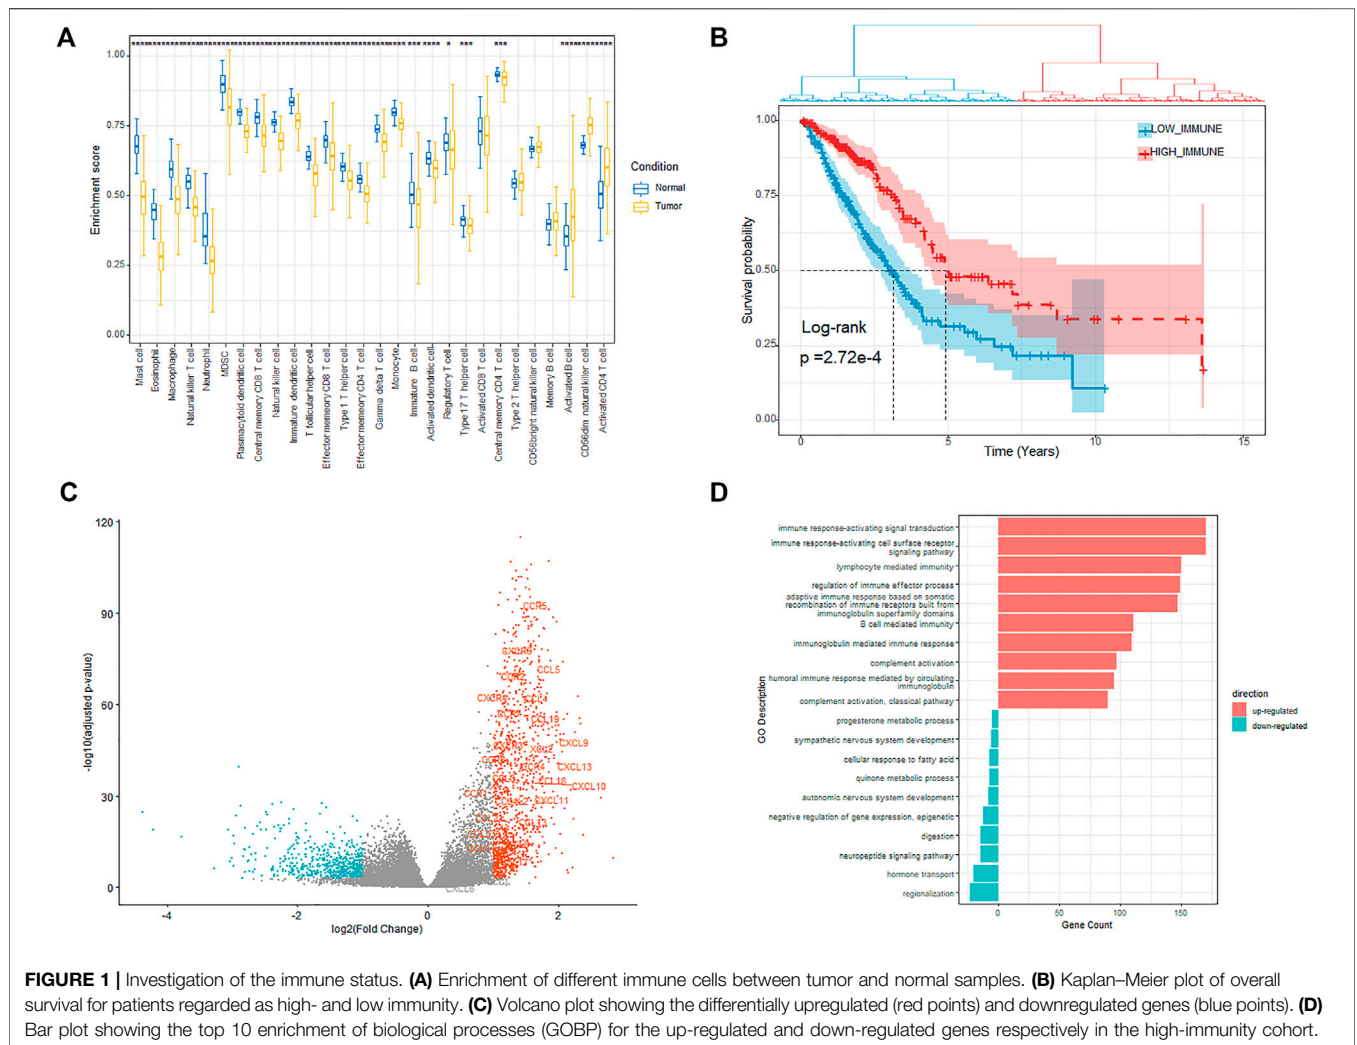 A
1.00
0.75
0.50
0.25
0.00
Enrichment score
Condition
Normal
Tumor
Mast cell
Eosinophil
Macrophage
Natural killer T cell
Neutrophil
MDSC
Plasmacytoid dendritic cell
Central memory CD8 T cell
Natural killer cell
Immature dendritic cell
T follicular helper cell
Effector memeory CD8 T cell
Type 1 T helper cell
Effector memeory CD4 T cell
Gamma delta T cell
Monocyte
Immature B cell
Activated dendritic cell
Regulatory T cell
Type 17 T helper cell
Activated CD8 T cell
Central memory CD4 T cell
Type 2 T helper cell
CD56bright natural killer cell
Memory B cell
Activated B cell
CD56dim natural killer cell
Activated CD4 T cell
B
1.00
0.75
0.50
0.25
0.00
Survival probability
LOW_IMMUNE
HIGH_IMMUNE
Log-rank
p =2.72e-4
0
5
10
15
Time (Years)
C
120
90
60
30
0
-log10(adjusted p-value)
CCR5
CCL5
CCR2
CCL4
CCL19
CXCL9
XCL2
CCR4
CXCL13
CCL18
CXCL10
CXCL11
-4
-2
0
2
log2(Fold Change)
D
GO Description
immune response-activating signal transduction
immune response-activating cell surface receptor
signaling pathway
lymphocyte mediated immunity
regulation of immune effector process
adaptive immune response based on somatic
recombination of immune receptors built from
immunoglobulin superfamily domains
B cell mediated immunity
immunoglobulin mediated immune response
complement activation
humoral immune response mediated by circulating
immunoglobulin
complement activation, classical pathway
progesterone metabolic process
sympathetic nervous system development
cellular response to fatty acid
quinone metabolic process
autonomic nervous system development
negative regulation of gene expression, epigenetic
digestion
neuropeptide signaling pathway
hormone transport
regionalization
0
50
100
150
Gene Count
direction
up-regulated
down-regulated
FIGURE 1 | Investigation of the immune status. (A) Enrichment of different immune cells between tumor and normal samples. (B) Kaplan–Meier plot of overall
survival for patients regarded as high- and low immunity. (C) Volcano plot showing the differentially upregulated (red points) and downregulated genes (blue points). (D)
Bar plot showing the top 10 enrichment of biological processes (GOBP) for the up-regulated and down-regulated genes respectively in the high-immunity cohort.